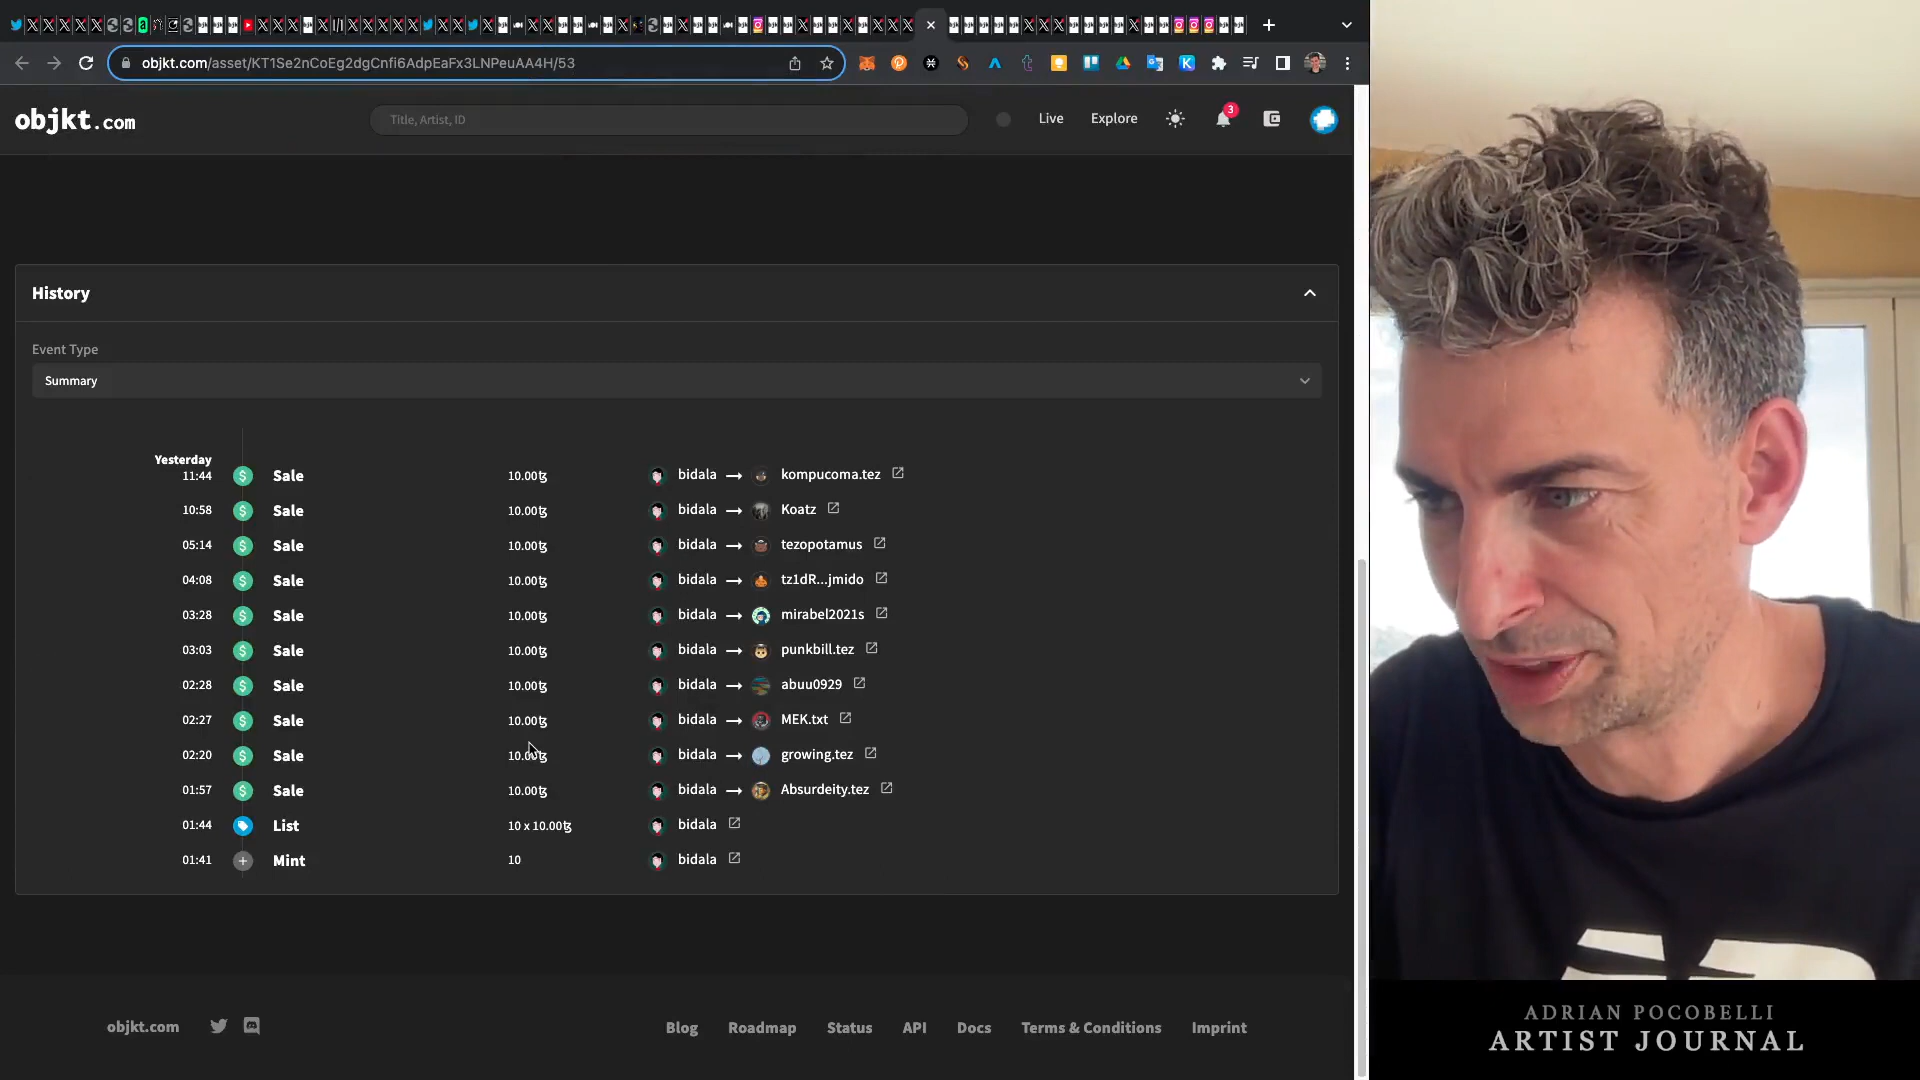 objkt.com/asset/KT1Se2nCoEg2dgCnfi6AdpEaFx3LNPeuAA4H/53
objkt.com
Title, Artist, ID
Live
Explore
3
History
Event Type
Summary
Yesterday
11:44 Sale 10.00ꜩ bidala → kompucoma.tez
10:58 Sale 10.00ꜩ bidala → Koatz
05:14 Sale 10.00ꜩ bidala → tezopotamus
04:08 Sale 10.00ꜩ bidala → tz1dR...jmido
03:28 Sale 10.00ꜩ bidala → mirabel2021s
03:03 Sale 10.00ꜩ bidala → punkbill.tez
02:28 Sale 10.00ꜩ bidala → abuu0929
02:27 Sale 10.00ꜩ bidala → MEK.txt
02:20 Sale 10.00ꜩ bidala → growing.tez
01:57 Sale 10.00ꜩ bidala → Absurdeity.tez
01:44 List 10 x 10.00ꜩ bidala
01:41 Mint 10 bidala
objkt.com
Blog Roadmap Status API Docs Terms & Conditions Imprint
ADRIAN POCOBELLI
ARTIST JOURNAL